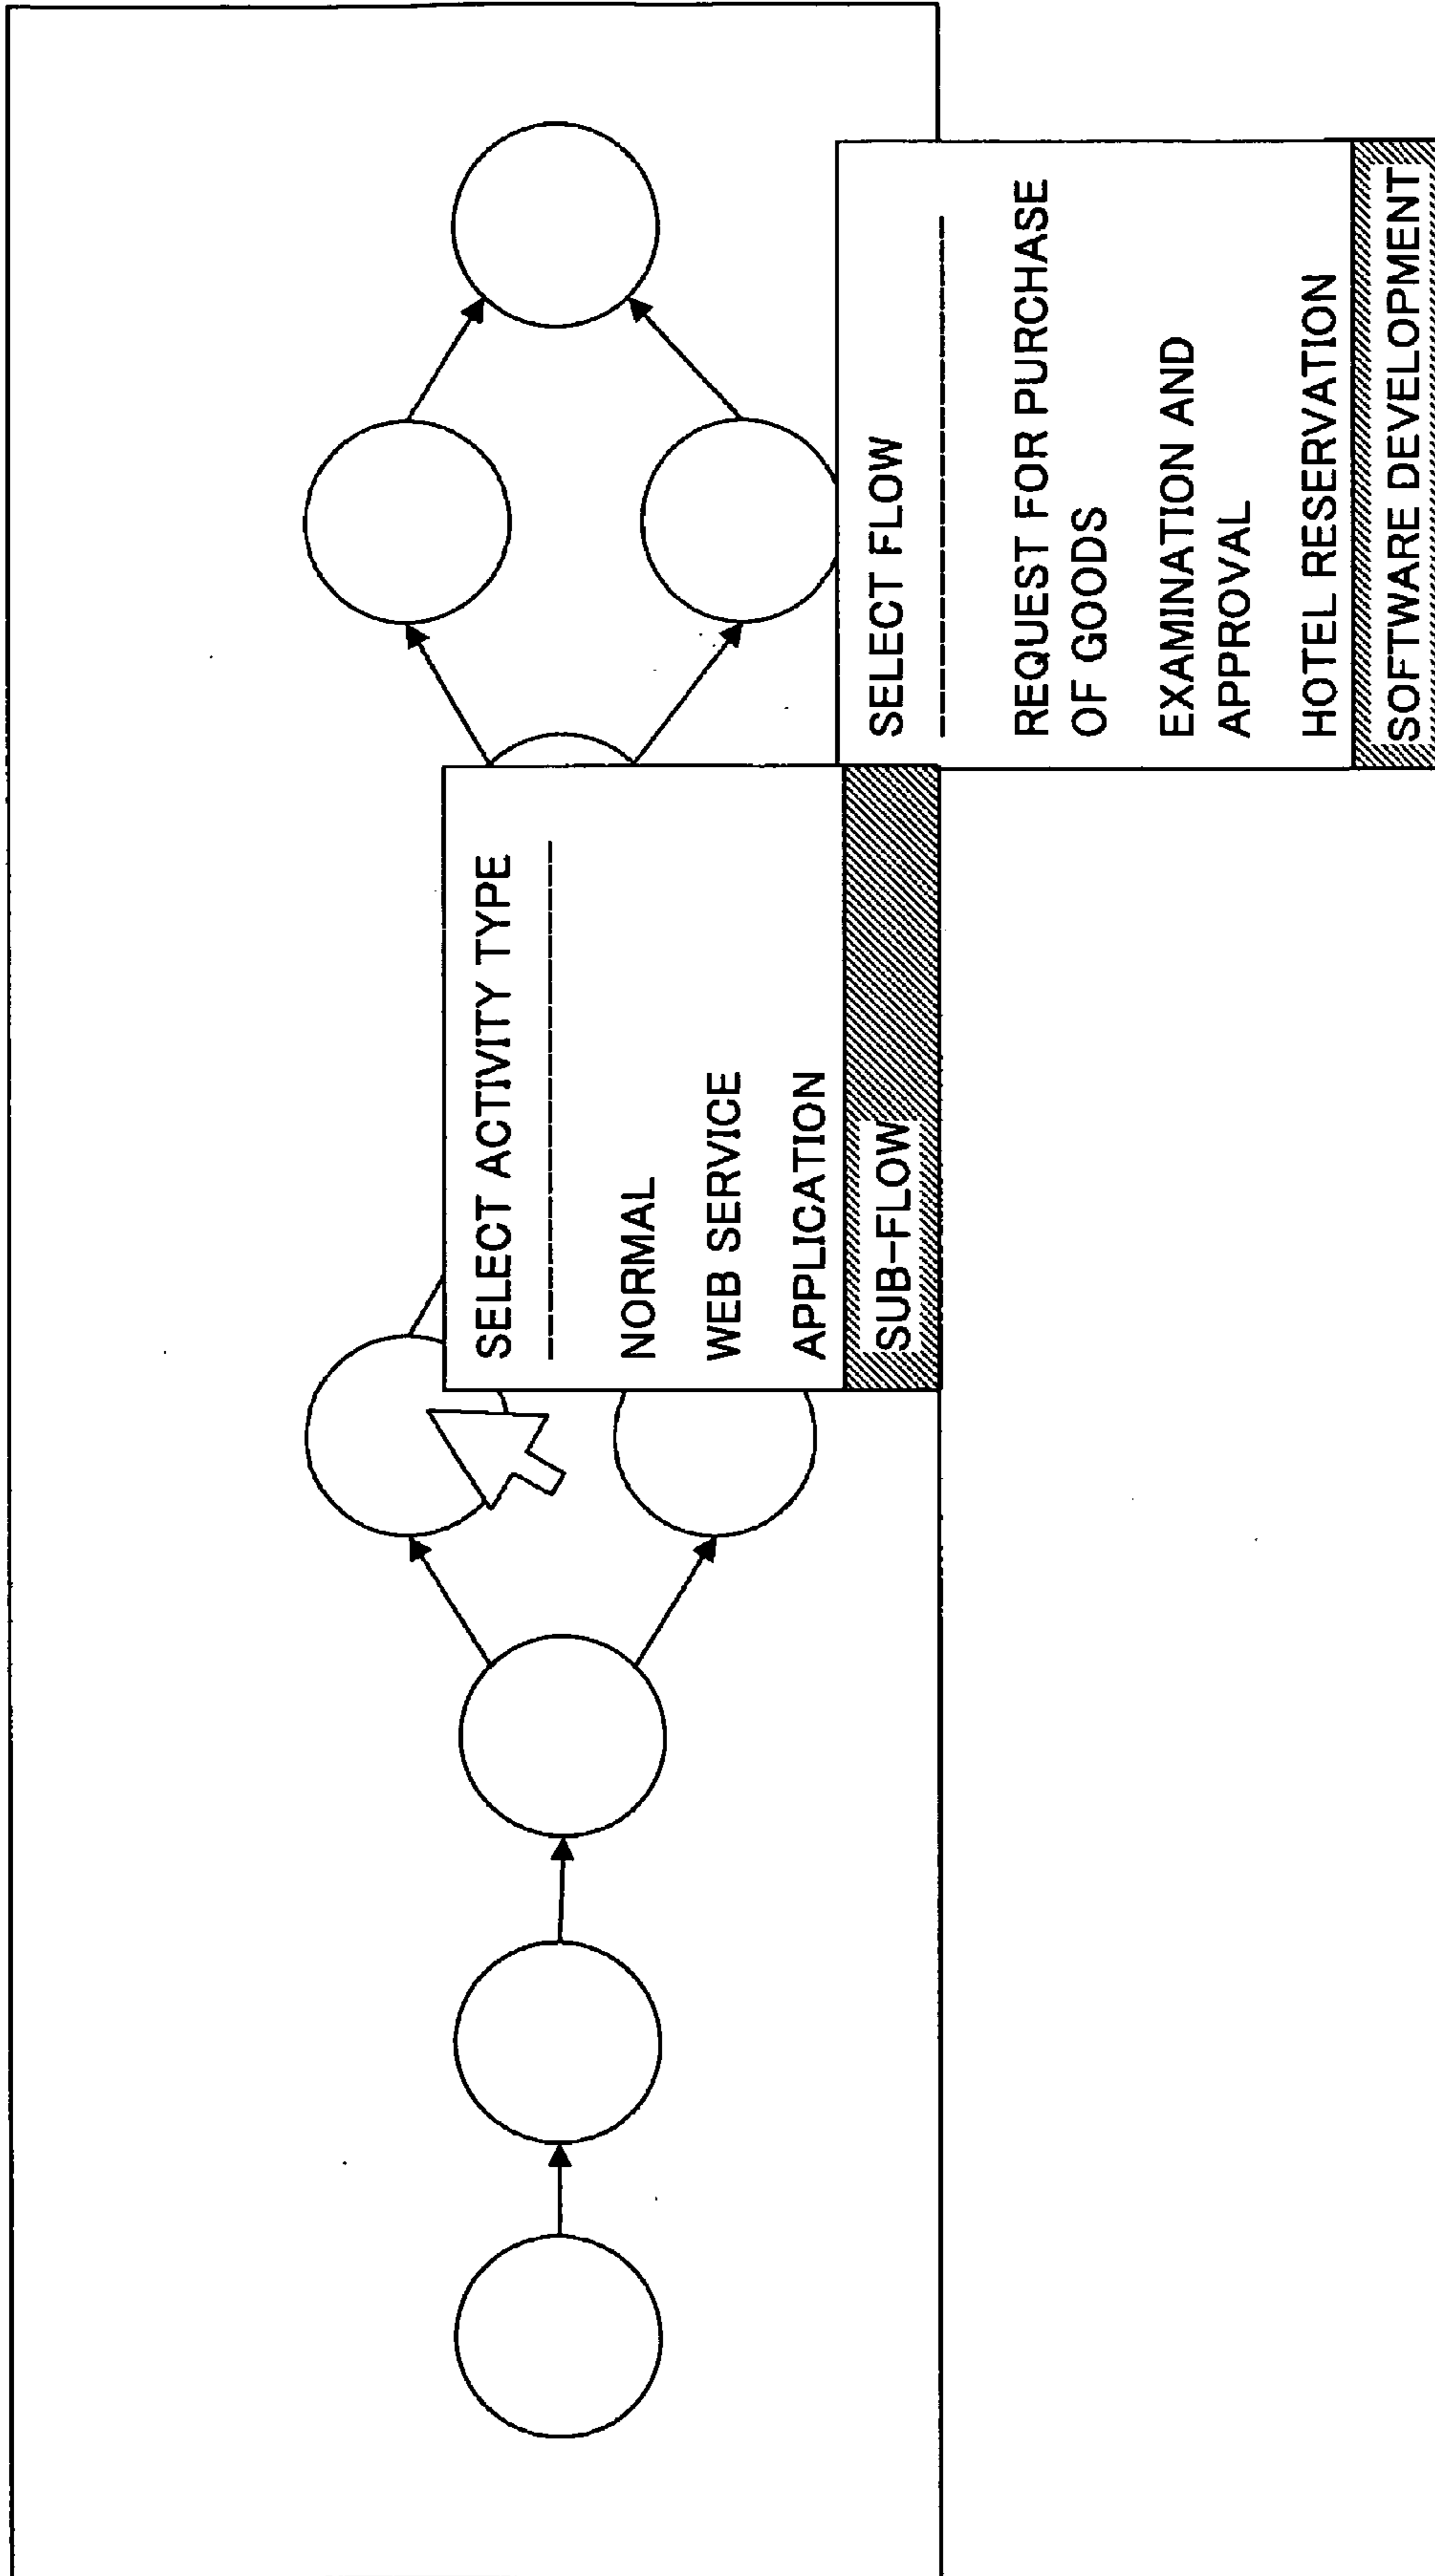 SELECT ACTIVITY TYPE
NORMAL
WEB SERVICE
APPLICATION
SUB-FLOW
SELECT FLOW
REQUEST FOR PURCHASE
OF GOODS
EXAMINATION AND
APPROVAL
HOTEL RESERVATION
SOFTWARE DEVELOPMENT